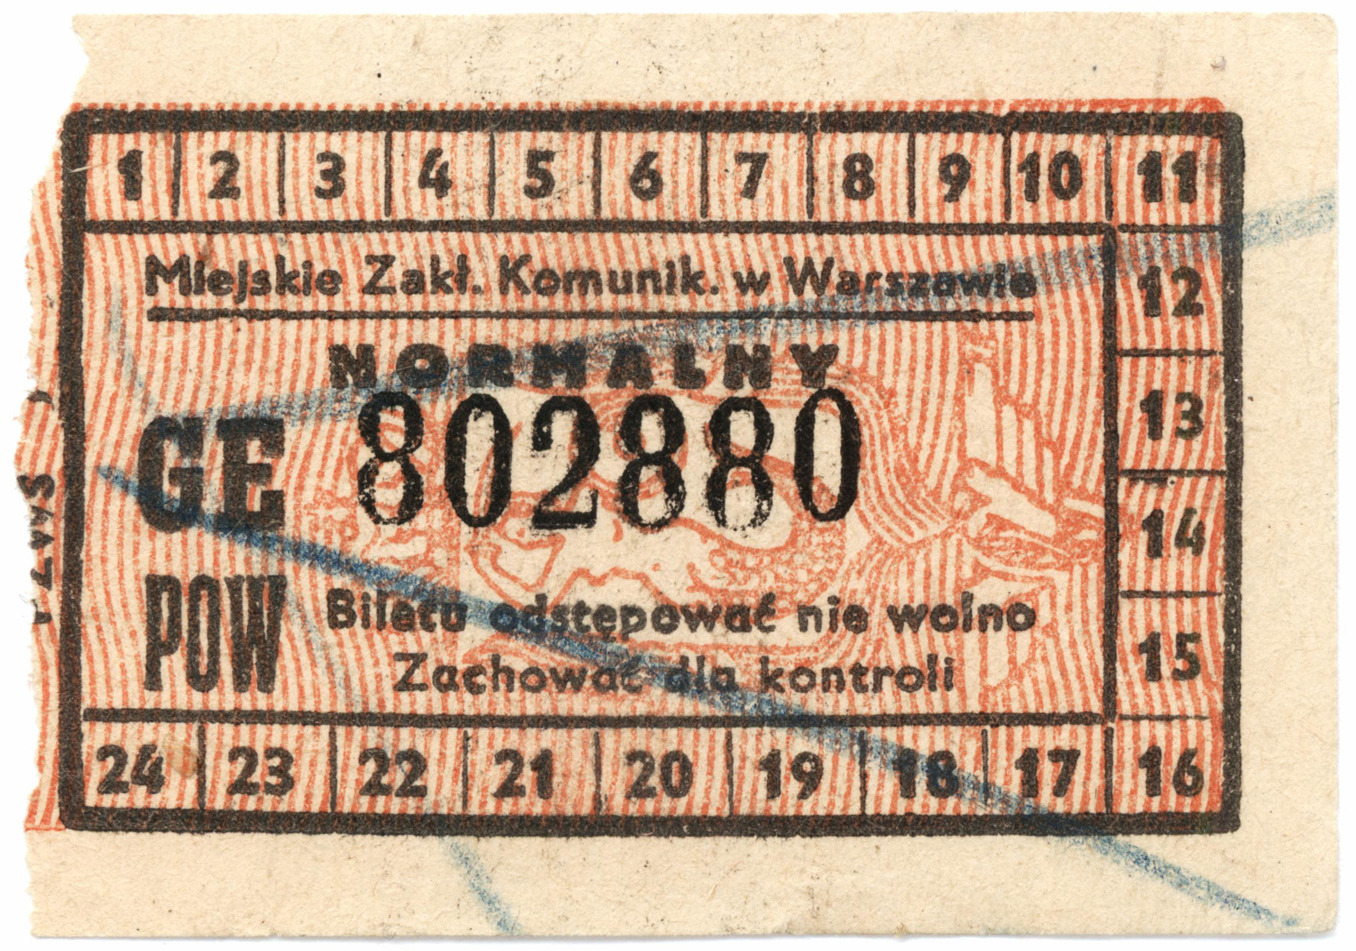 1 2 3 4 5 6 7 8 9 10 11
Miejskie Zakł. Komunik. w Warszawie
12
NORMALNY
GE 802880
13
14
POW
Biletu odstępować nie wolno
Zachować dla kontroli
15
24 23 22 21 20 19 18 17 16